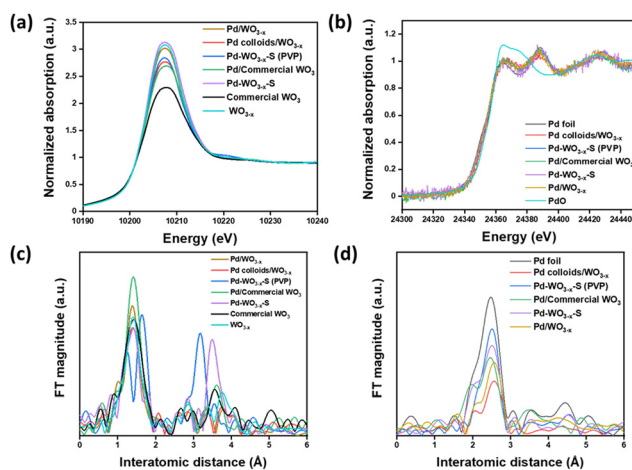 (a)
Normalized absorption (a.u.)
3.5
3
2.5
2
1.5
1
0.5
0
Pd/WO₃₋ₓ
Pd colloids/WO₃₋ₓ
Pd-WO₃₋ₓ-S (PVP)
Pd/Commercial WO₃
Pd-WO₃₋ₓ-S
Commercial WO₃
WO₃₋ₓ
10190 10200 10210 10220 10230 10240
Energy (eV)
(b)
Normalized absorption (a.u.)
1.2
1.0
0.8
0.6
0.4
0.2
0.0
Pd foil
Pd colloids/WO₃₋ₓ
Pd-WO₃₋ₓ-S (PVP)
Pd/Commercial WO₃
Pd-WO₃₋ₓ-S
Pd/WO₃₋ₓ
PdO
24300 24320 24340 24360 24380 24400 24420 24440
Energy (eV)
(c)
FT magnitude (a.u.)
Pd/WO₃₋ₓ
Pd colloids/WO₃₋ₓ
Pd-WO₃₋ₓ-S (PVP)
Pd/Commercial WO₃
Pd-WO₃₋ₓ-S
Commercial WO₃
WO₃₋ₓ
0 1 2 3 4 5 6
Interatomic distance (Å)
(d)
FT magnitude (a.u.)
Pd foil
Pd colloids/WO₃₋ₓ
Pd-WO₃₋ₓ-S (PVP)
Pd/Commercial WO₃
Pd-WO₃₋ₓ-S
Pd/WO₃₋ₓ
0 1 2 3 4 5 6
Interatomic distance (Å)